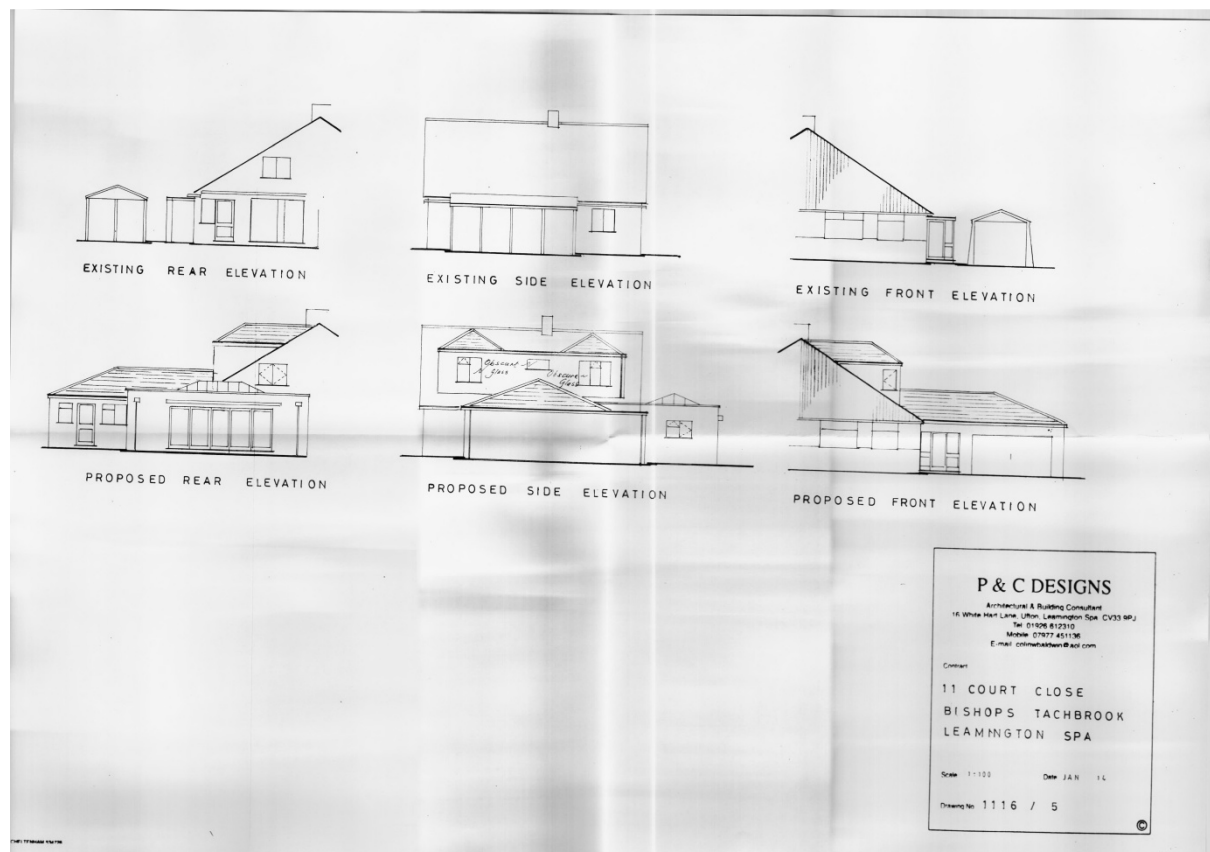 EXISTING REAR ELEVATION
EXISTING SIDE ELEVATION
EXISTING FRONT ELEVATION
Obscure
glass
Obscure
Glass
PROPOSED REAR ELEVATION
PROPOSED SIDE ELEVATION
PROPOSED FRONT ELEVATION
P & C DESIGNS
Architectural & Building Consultant
16 White Hart Lane, Ufton, Leamington Spa CV33 9PJ
Tel 01926 612310
Mobile 07977 451136
E-mail colinwbaldwin@aol.com
Contract
11 COURT CLOSE
BISHOPS TACHBROOK
LEAMINGTON SPA
Scale 1:100 Date JAN 14
Drawing No 1116 / 5
©